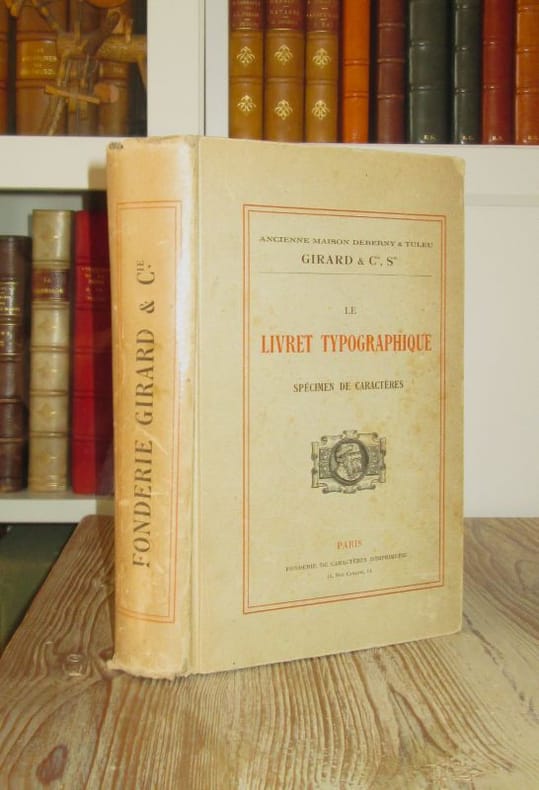 FONDERIE GIRARD & CIE
ANCIENNE MAISON DEBERNY & TULEU
GIRARD & Cie, Srs
LE
LIVRET TYPOGRAPHIQUE
SPÉCIMEN DE CARACTÈRES
PARIS
FONDERIE DE CARACTÈRES D'IMPRIMERIE